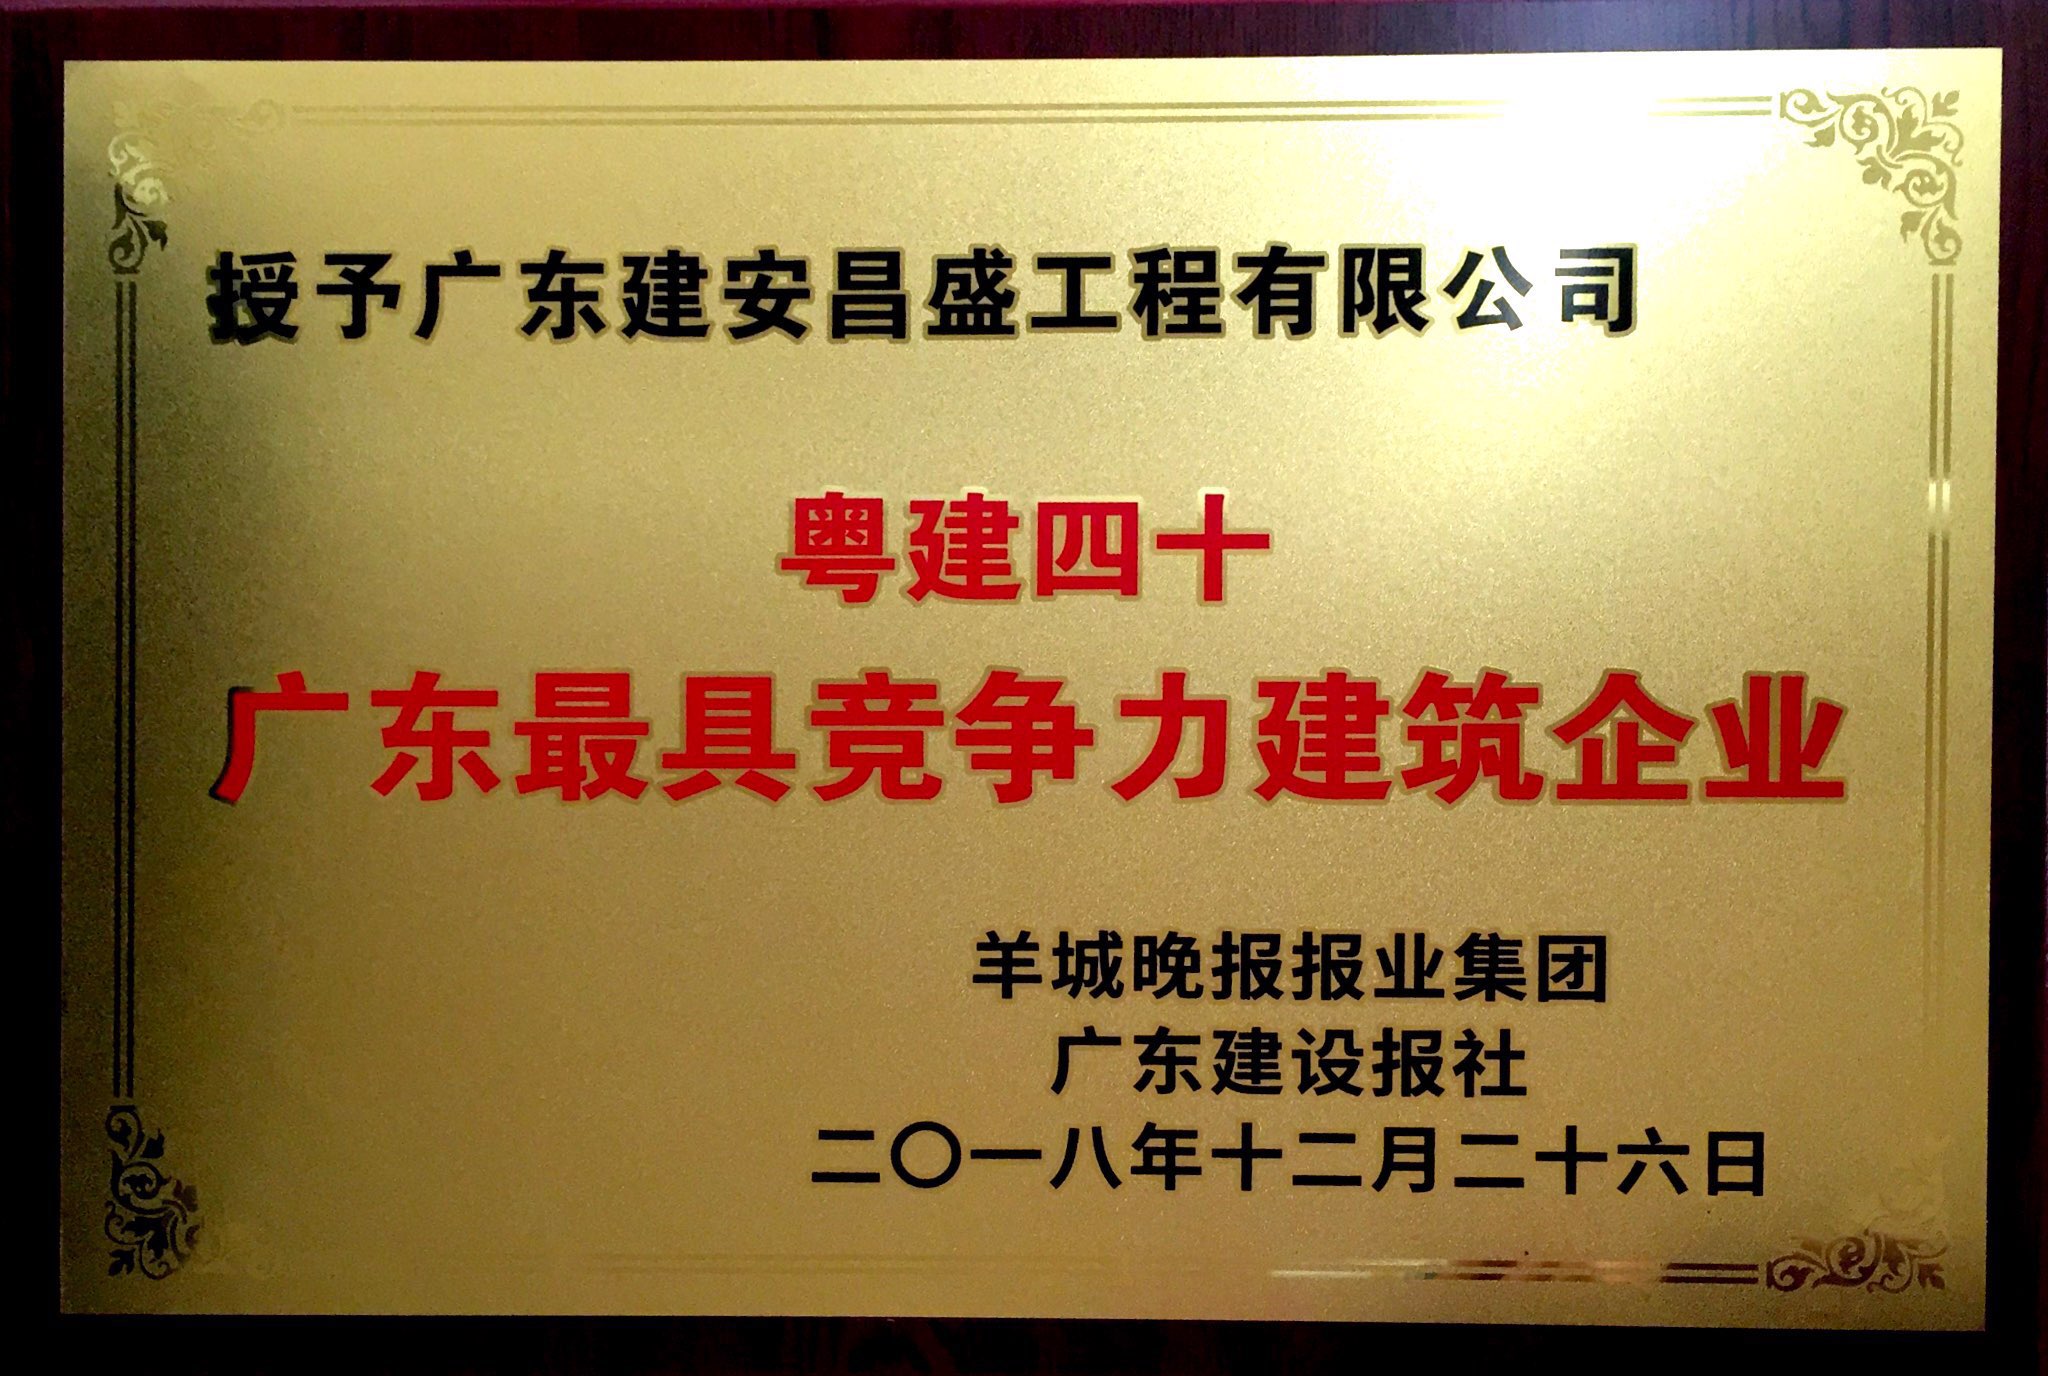 授予广东建安昌盛工程有限公司
粤建四十
广东最具竞争力建筑企业
羊城晚报报业集团
广东建设报社
二〇一八年十二月二十六日